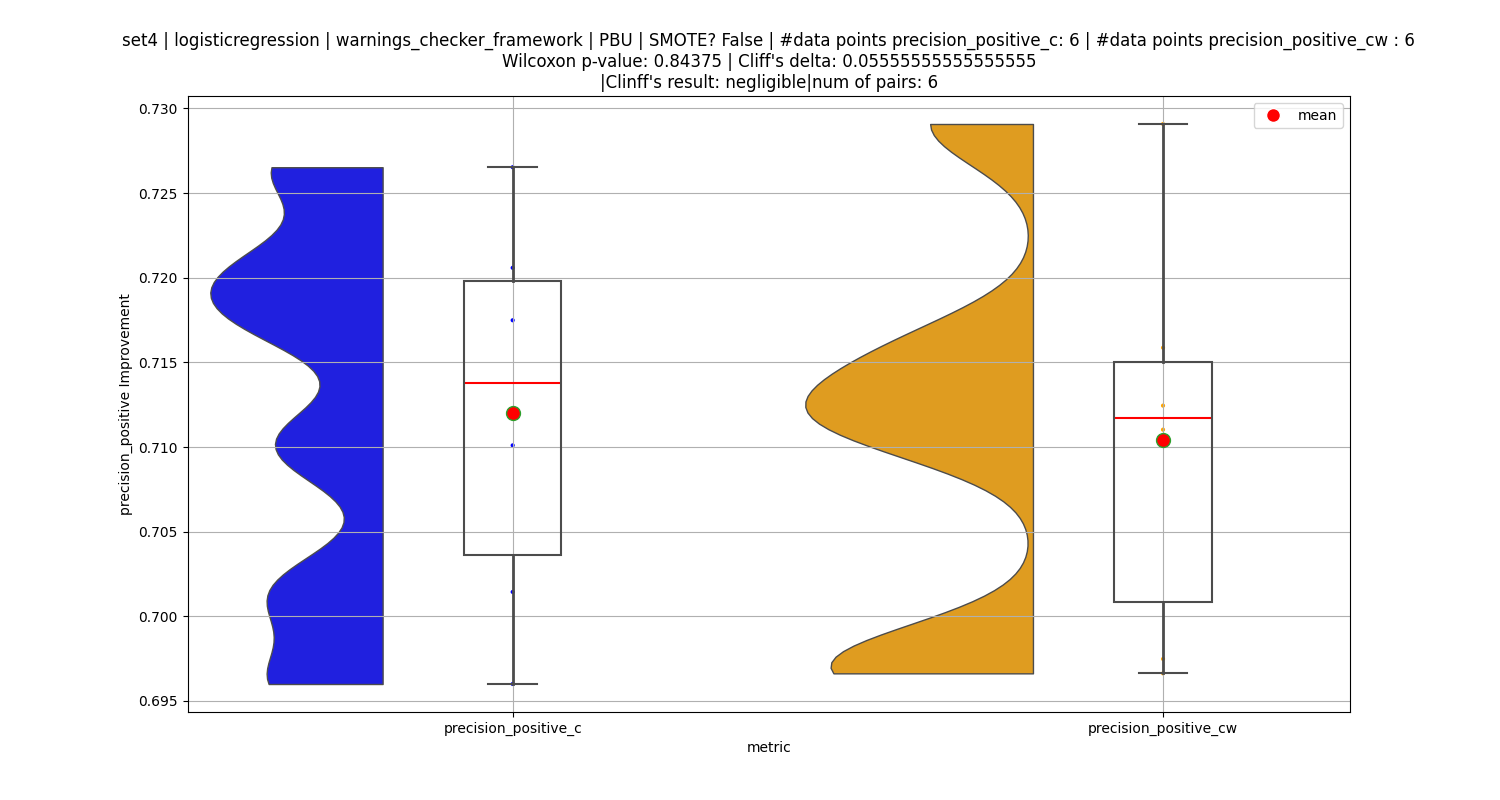 set4 | logisticregression | warnings_checker_framework | PBU | SMOTE? False | #data points precision_positive_c: 6 | #data points precision_positive_cw : 6
Wilcoxon p-value: 0.84375 | Cliff's delta: 0.05555555555555555
|Clinff's result: negligible|num of pairs: 6
mean
0.730
0.725
0.720
0.715
0.710
0.705
0.700
0.695
precision_positive Improvement
precision_positive_c
precision_positive_cw
metric